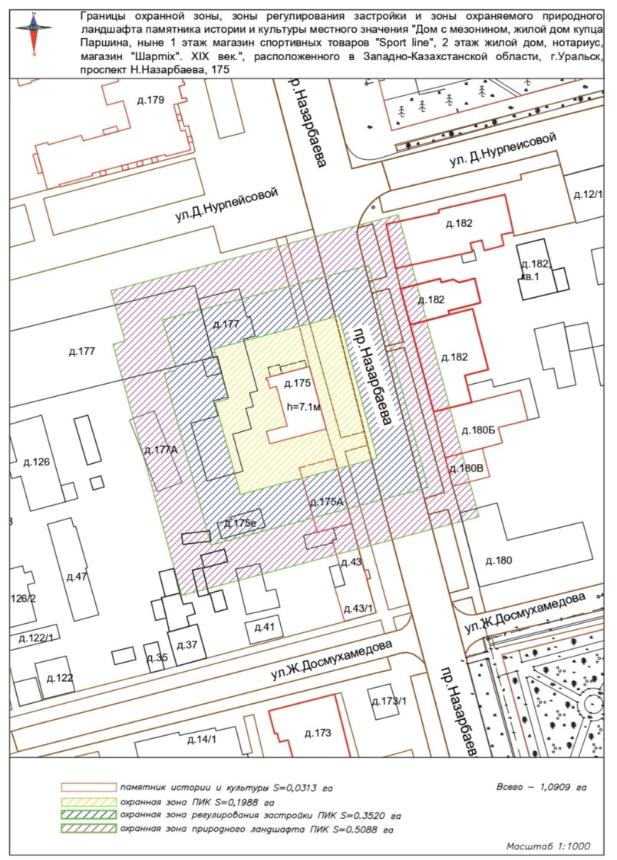 Границы охранной зоны, зоны регулирования застройки и зоны охраняемого природного
ландшафта памятника истории и культуры местного значения "Дом с мезонином, жилой дом купца
Паршина, ныне 1 этаж магазин спортивных товаров "Sport line", 2 этаж жилой дом, нотариус,
магазин "Шармix". XIX век.", расположенного в Западно-Казахстанской области, г.Уральск,
проспект Н.Назарбаева, 175
д.179
пр.Назарбаева
ул. Д.Нурпеисовой
ул.Д.Нурпейсовой
д.12/1
д.182
д.182
кв.1
д.182
д.177
д.177
пр.Назарбаева
д.182
д.175
h=7.1м
д.180Б
д.177А
д.126
д.180В
д.175А
д.175е
д.180
д.43
д.47
126/2
д.43/1
ул.Ж.Досмухамедова
д.122/1
д.41
д.37
д.35
ул.Ж.Досмухамедова
д.122
пр.Назарбаева
д.173/1
д.173
д.14/1
памятник истории и культуры S=0,0313 га
Всего – 1,0909 га
охранная зона ПИК S=0,1988 га
охранная зона регулирования застройки ПИК S=0.3520 га
охранная зона природного ландшафта ПИК S=0.5088 га
Масштаб 1:1000